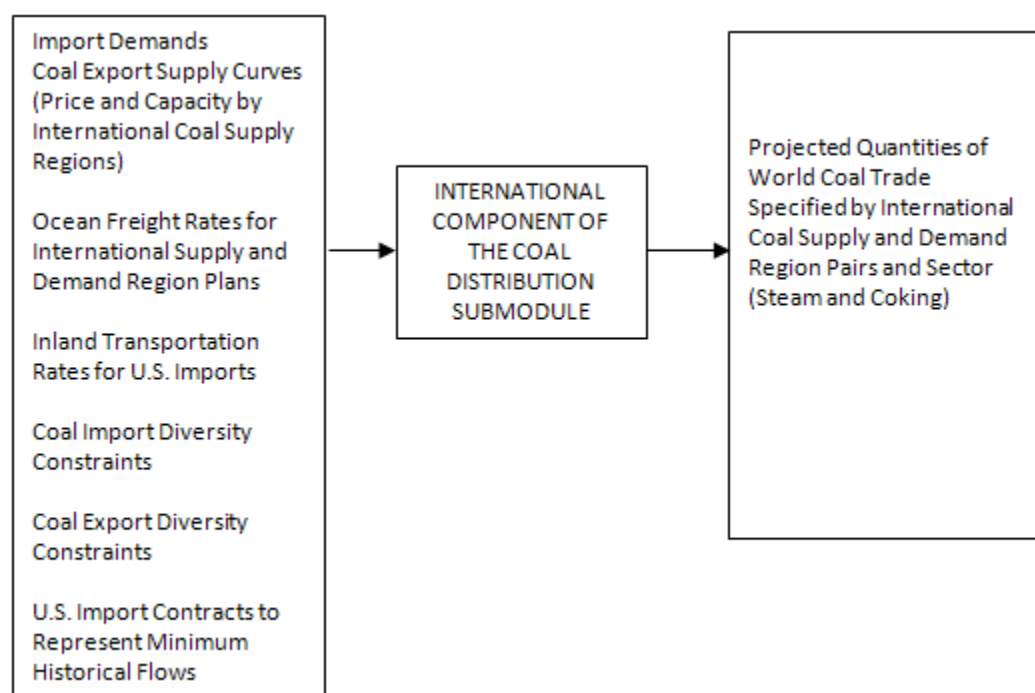 Import Demands
Coal Export Supply Curves
(Price and Capacity by
International Coal Supply
Regions)
Ocean Freight Rates for
International Supply and
Demand Region Plans
Inland Transportation
Rates for U.S. Imports
Coal Import Diversity
Constraints
Coal Export Diversity
Constraints
U.S. Import Contracts to
Represent Minimum
Historical Flows
INTERNATIONAL
COMPONENT OF
THE COAL
DISTRIBUTION
SUBMODULE
Projected Quantities of
World Coal Trade
Specified by International
Coal Supply and Demand
Region Pairs and Sector
(Steam and Coking)